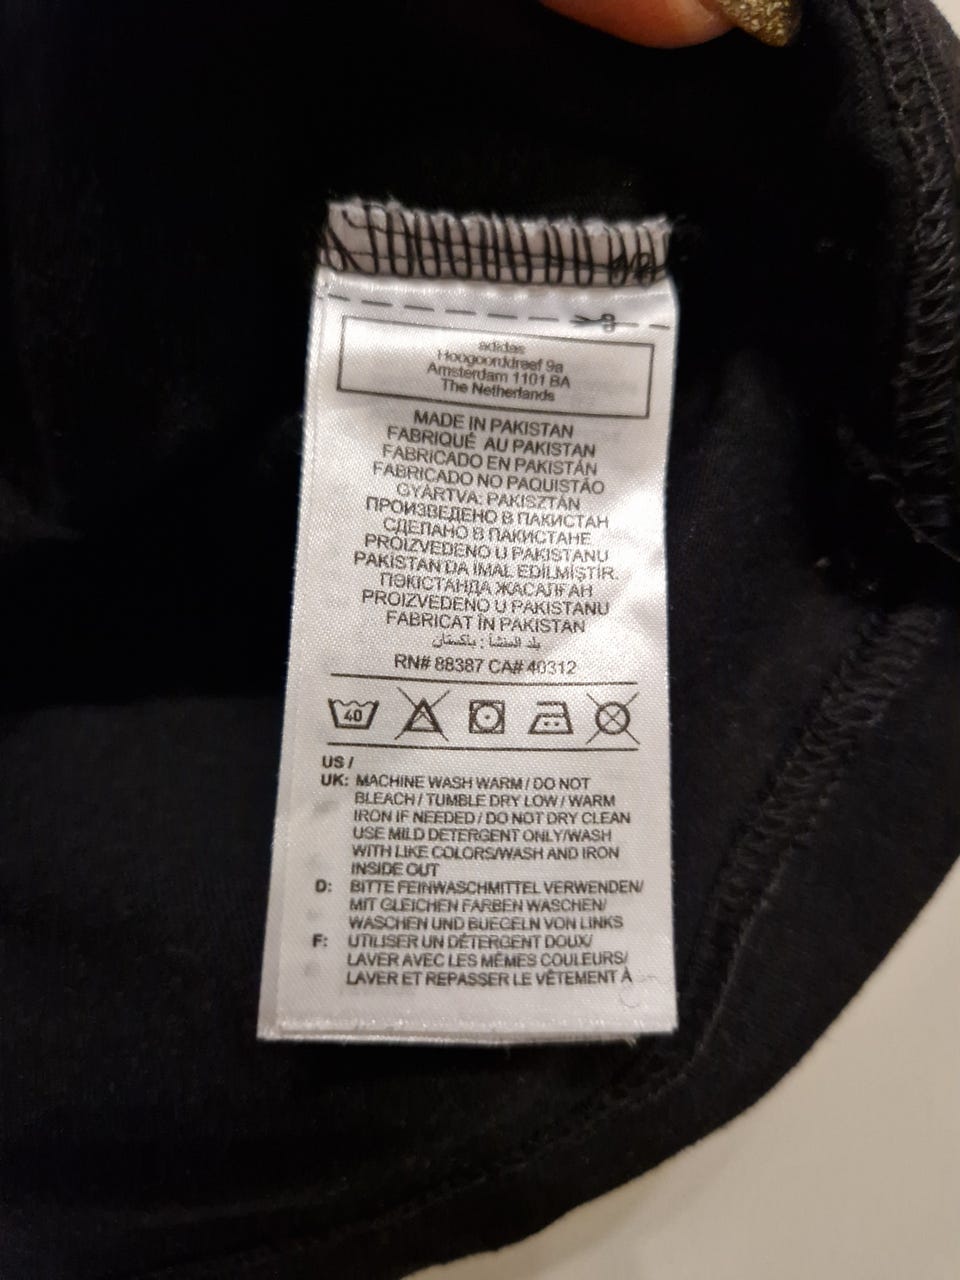 adidas
Hoogoorddreef 9a
Amsterdam 1101 BA
The Netherlands
MADE IN PAKISTAN
FABRIQUÉ AU PAKISTAN
FABRICADO EN PAKISTÁN
FABRICADO NO PAQUISTÃO
GYÁRTVA: PAKISZTÁN
ПРОИЗВЕДЕНО В ПАКИСТАН
СДЕЛАНО В ПАКИСТАНЕ
PROIZVEDENO U PAKISTANU
PAKİSTAN'DA IMAL EDİLMİŞTİR.
ПӘКІСТАНДА ЖАСАЛҒАН
PROIZVEDENO U PAKISTANU
FABRICAT ÎN PAKISTAN
بلد المنشأ : باكستان
RN# 88387 CA# 40312
40
US /
UK: MACHINE WASH WARM / DO NOT
BLEACH / TUMBLE DRY LOW / WARM
IRON IF NEEDED / DO NOT DRY CLEAN
USE MILD DETERGENT ONLY/WASH
WITH LIKE COLORS/WASH AND IRON
INSIDE OUT
D: BITTE FEINWASCHMITTEL VERWENDEN/
MIT GLEICHEN FARBEN WASCHEN/
WASCHEN UND BUEGELN VON LINKS
F: UTILISER UN DÉTERGENT DOUX/
LAVER AVEC LES MÊMES COULEURS/
LAVER ET REPASSER LE VÊTEMENT À